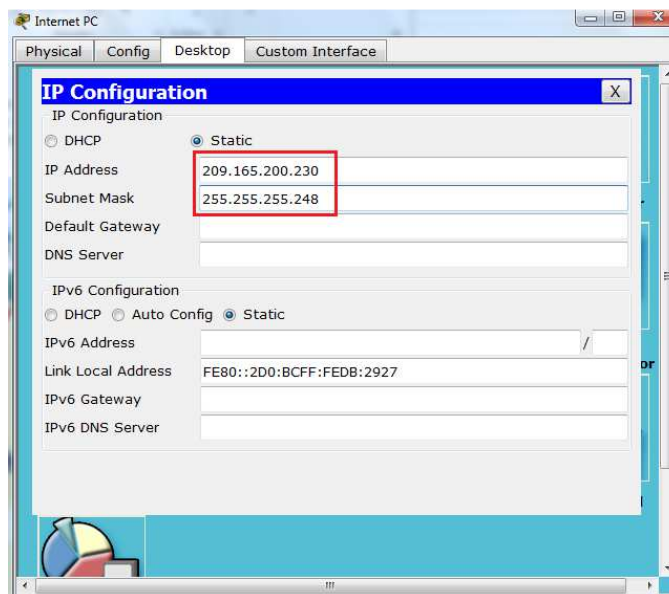 Internet PC
Physical Config Desktop Custom Interface
IP Configuration X
IP Configuration
DHCP Static
IP Address 209.165.200.230
Subnet Mask 255.255.255.248
Default Gateway
DNS Server
IPv6 Configuration
DHCP Auto Config Static
IPv6 Address /
Link Local Address FE80::2D0:BCFF:FEDB:2927
IPv6 Gateway
IPv6 DNS Server
or